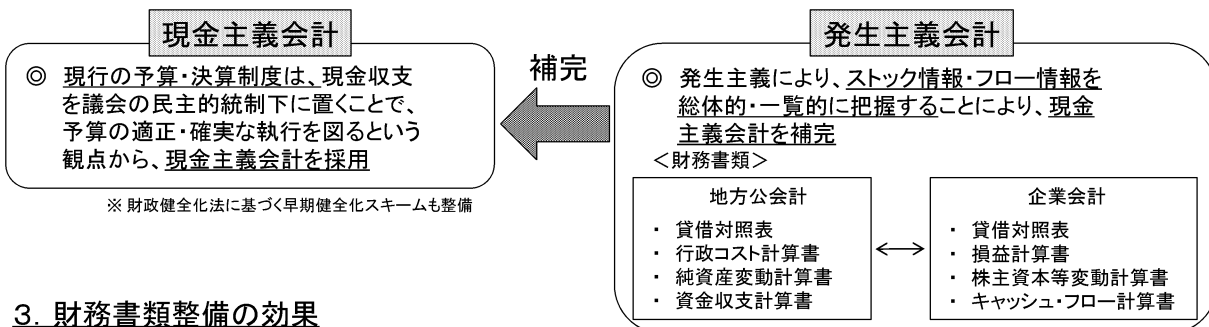 現金主義会計
◎ 現行の予算・決算制度は、現金収支
を議会の民主的統制下に置くことで、
予算の適正・確実な執行を図るという
観点から、現金主義会計を採用
※ 財政健全化法に基づく早期健全化スキームも整備
補完
発生主義会計
◎ 発生主義により、ストック情報・フロー情報を
総体的・一覧的に把握することにより、現金
主義会計を補完
＜財務書類＞
地方公会計
・ 貸借対照表
・ 行政コスト計算書
・ 純資産変動計算書
・ 資金収支計算書
企業会計
・ 貸借対照表
・ 損益計算書
・ 株主資本等変動計算書
・ キャッシュ・フロー計算書
３．財務書類整備の効果